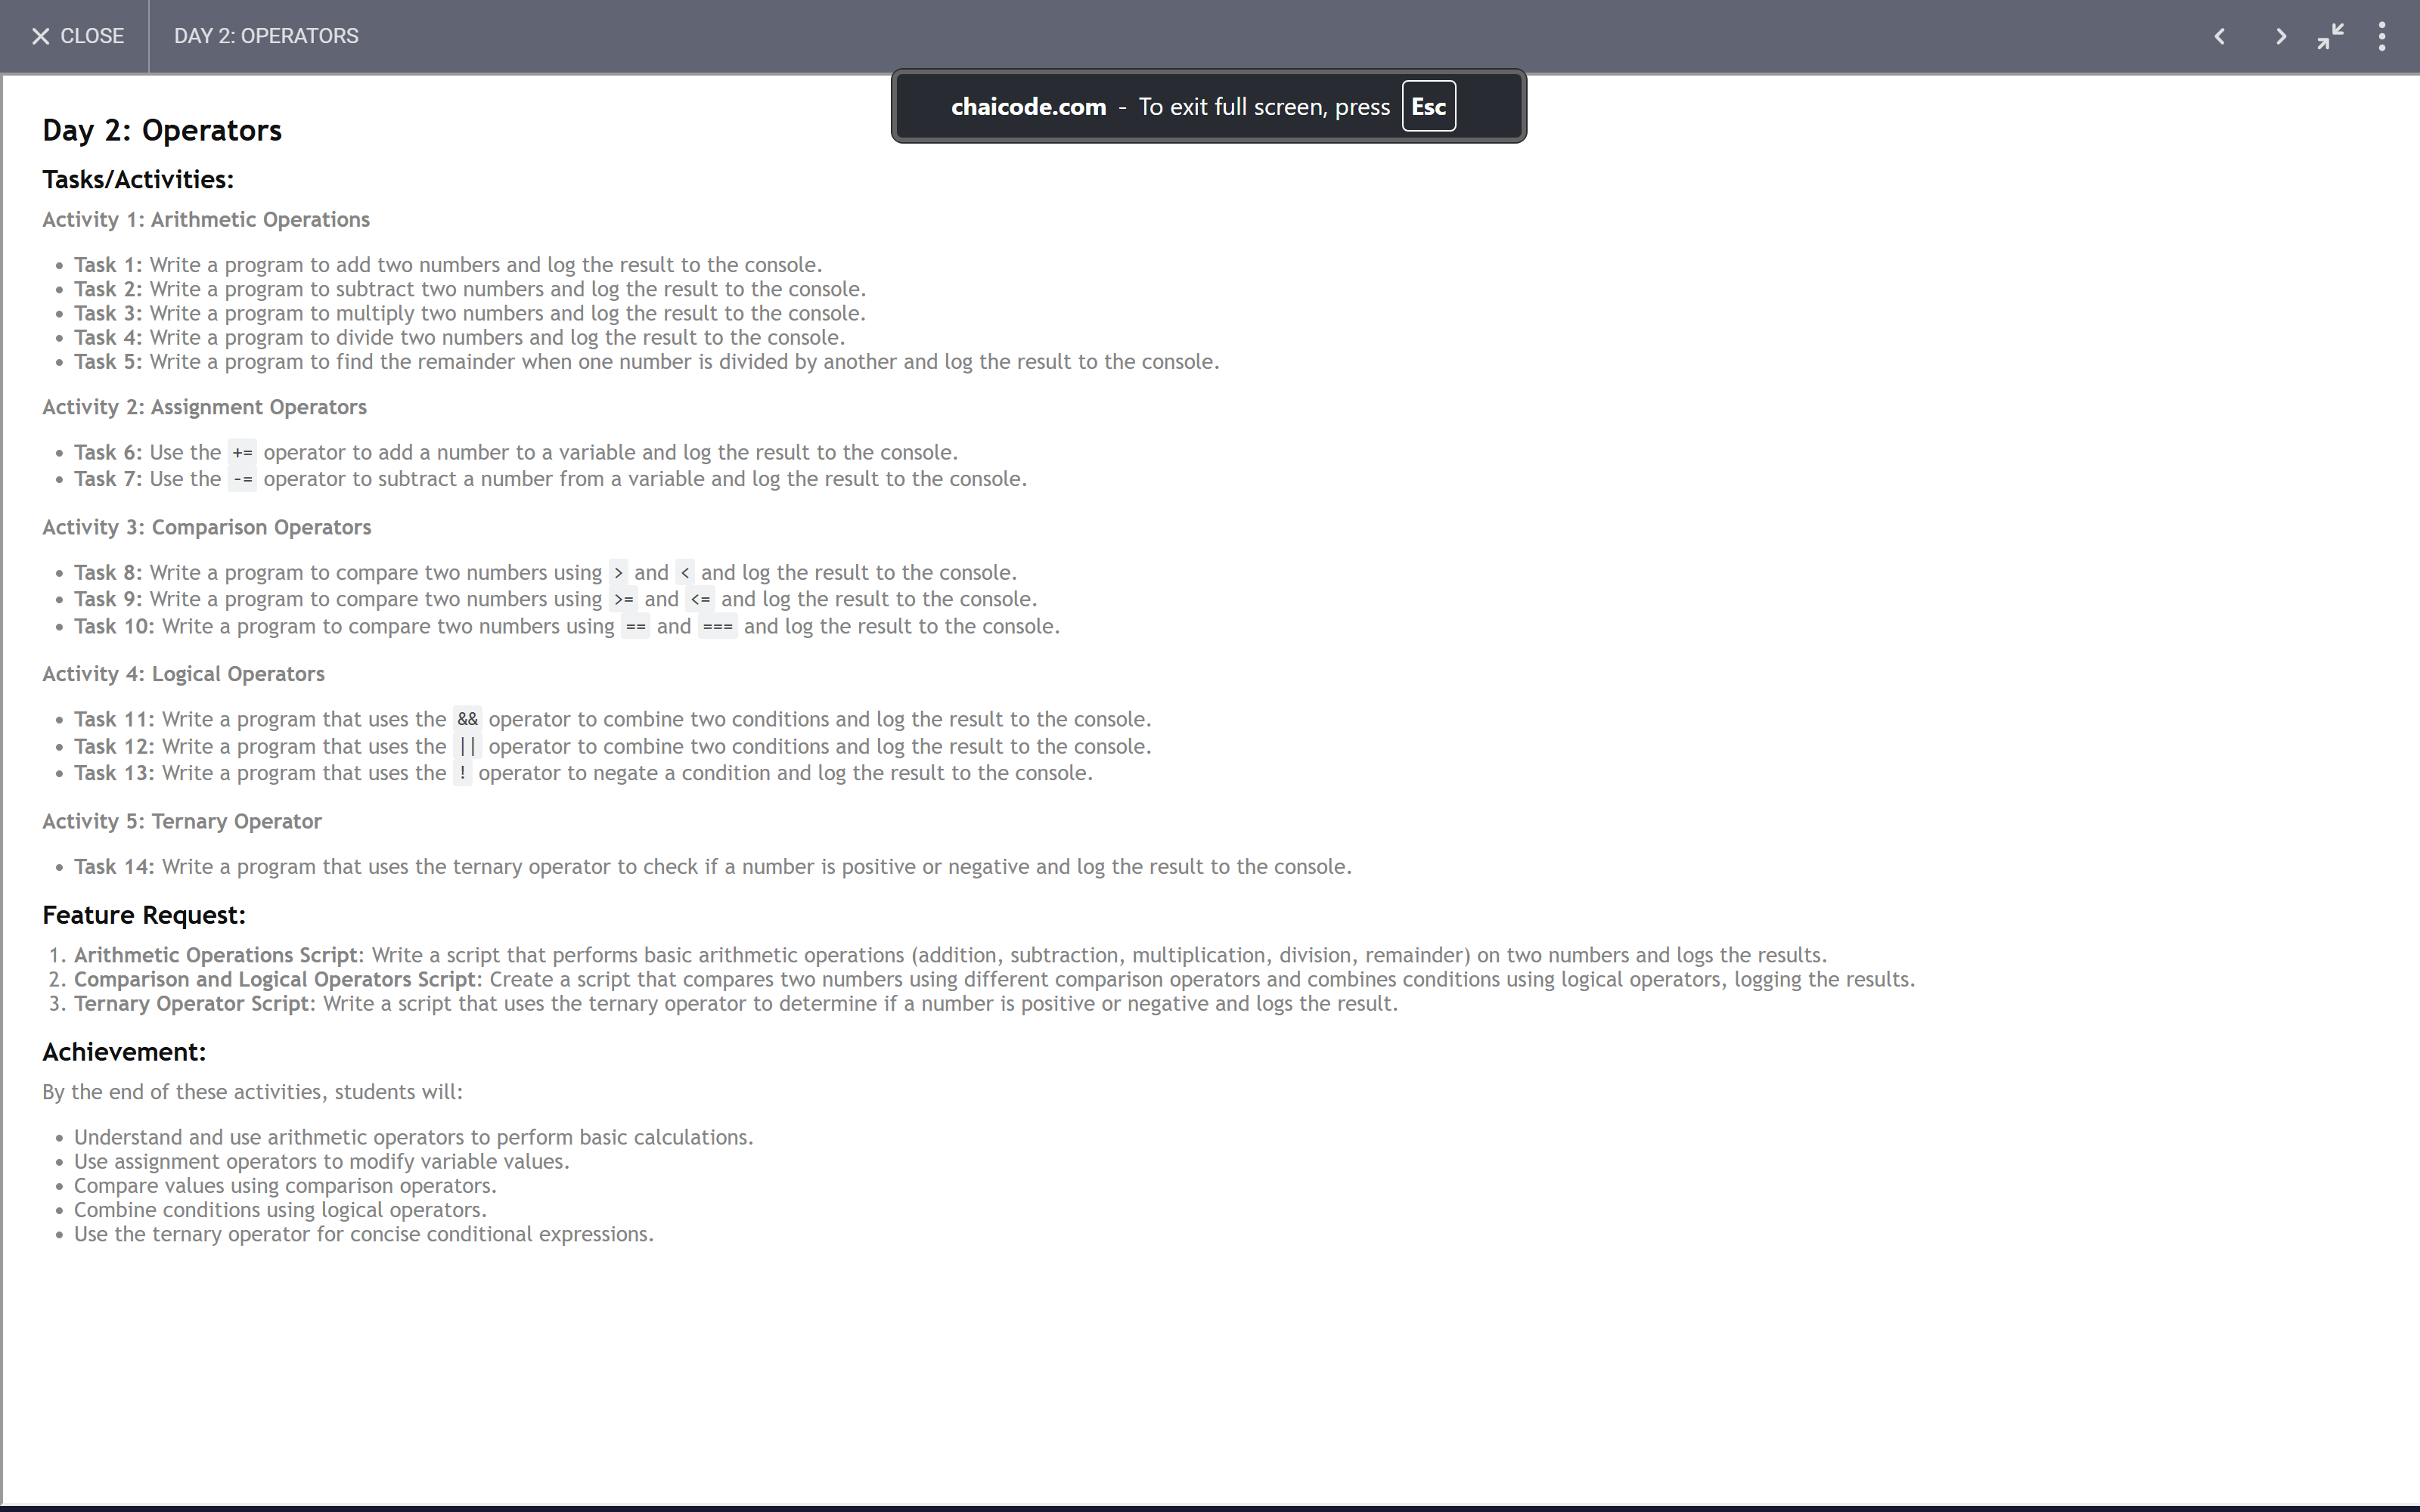 CLOSE
DAY 2: OPERATORS
chaicode.com - To exit full screen, press Esc
Day 2: Operators
Tasks/Activities:
Activity 1: Arithmetic Operations
• Task 1: Write a program to add two numbers and log the result to the console.
• Task 2: Write a program to subtract two numbers and log the result to the console.
• Task 3: Write a program to multiply two numbers and log the result to the console.
• Task 4: Write a program to divide two numbers and log the result to the console.
• Task 5: Write a program to find the remainder when one number is divided by another and log the result to the console.
Activity 2: Assignment Operators
• Task 6: Use the += operator to add a number to a variable and log the result to the console.
• Task 7: Use the -= operator to subtract a number from a variable and log the result to the console.
Activity 3: Comparison Operators
• Task 8: Write a program to compare two numbers using > and < and log the result to the console.
• Task 9: Write a program to compare two numbers using >= and <= and log the result to the console.
• Task 10: Write a program to compare two numbers using == and === and log the result to the console.
Activity 4: Logical Operators
• Task 11: Write a program that uses the && operator to combine two conditions and log the result to the console.
• Task 12: Write a program that uses the || operator to combine two conditions and log the result to the console.
• Task 13: Write a program that uses the ! operator to negate a condition and log the result to the console.
Activity 5: Ternary Operator
• Task 14: Write a program that uses the ternary operator to check if a number is positive or negative and log the result to the console.
Feature Request:
1. Arithmetic Operations Script: Write a script that performs basic arithmetic operations (addition, subtraction, multiplication, division, remainder) on two numbers and logs the results.
2. Comparison and Logical Operators Script: Create a script that compares two numbers using different comparison operators and combines conditions using logical operators, logging the results.
3. Ternary Operator Script: Write a script that uses the ternary operator to determine if a number is positive or negative and logs the result.
Achievement:
By the end of these activities, students will:
• Understand and use arithmetic operators to perform basic calculations.
• Use assignment operators to modify variable values.
• Compare values using comparison operators.
• Combine conditions using logical operators.
• Use the ternary operator for concise conditional expressions.